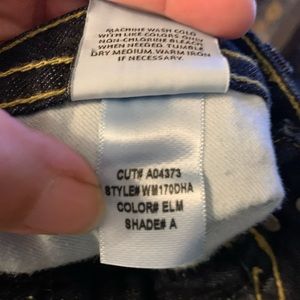 MACHINE WASH COLD
WITH LIKE COLORS ONLY
NON-CHLORINE BLEACH
WHEN NEEDED TUMBLE
DRY MEDIUM WARM IRON
IF NECESSARY
CUT# A04373
STYLE# WM170DHA
COLOR# ELM
SHADE# A